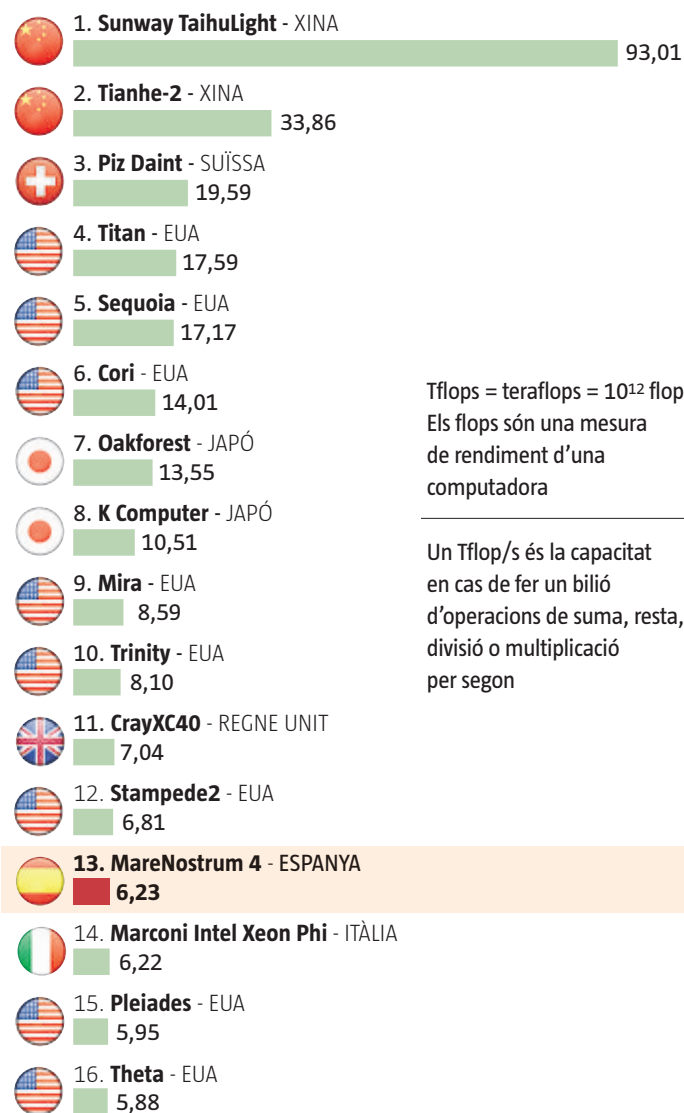 1. Sunway TaihuLight - XINA
93,01
2. Tianhe-2 - XINA
33,86
3. Piz Daint - SUÏSSA
19,59
4. Titan - EUA
17,59
5. Sequoia - EUA
17,17
6. Cori - EUA
14,01
7. Oakforest - JAPÓ
13,55
8. K Computer - JAPÓ
10,51
9. Mira - EUA
8,59
10. Trinity - EUA
8,10
11. CrayXC40 - REGNE UNIT
7,04
12. Stampede2 - EUA
6,81
13. MareNostrum 4 - ESPANYA
6,23
14. Marconi Intel Xeon Phi - ITÀLIA
6,22
15. Pleiades - EUA
5,95
16. Theta - EUA
5,88
Tflops = teraflops = 10¹² flop
Els flops són una mesura
de rendiment d’una
computadora
Un Tflop/s és la capacitat
en cas de fer un bilió
d’operacions de suma, resta,
divisió o multiplicació
per segon